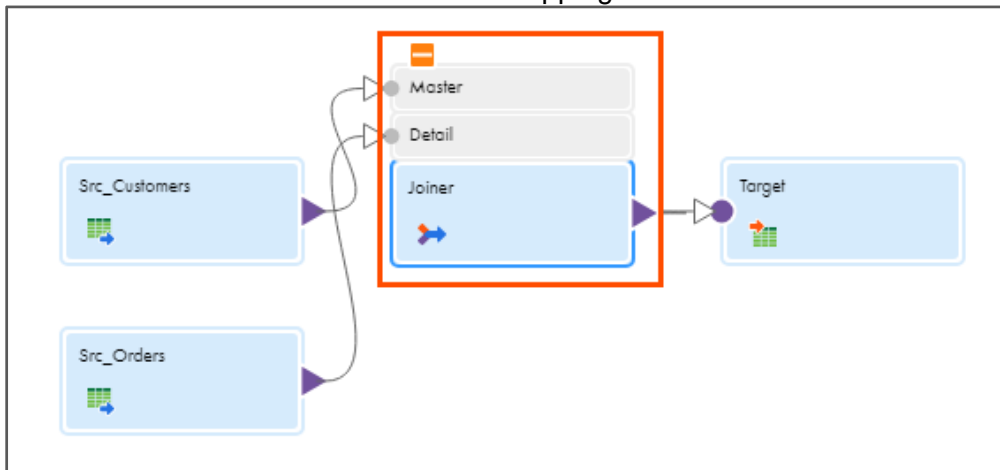 Master
Detail
Src_Customers
Joiner
Target
Src_Orders